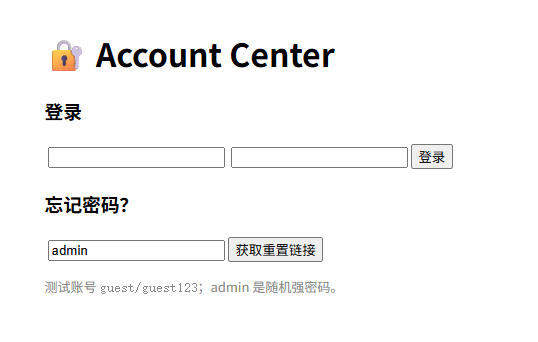 Account Center
登录
登录
忘记密码？
admin 获取重置链接
测试账号 guest/guest123；admin 是随机强密码。